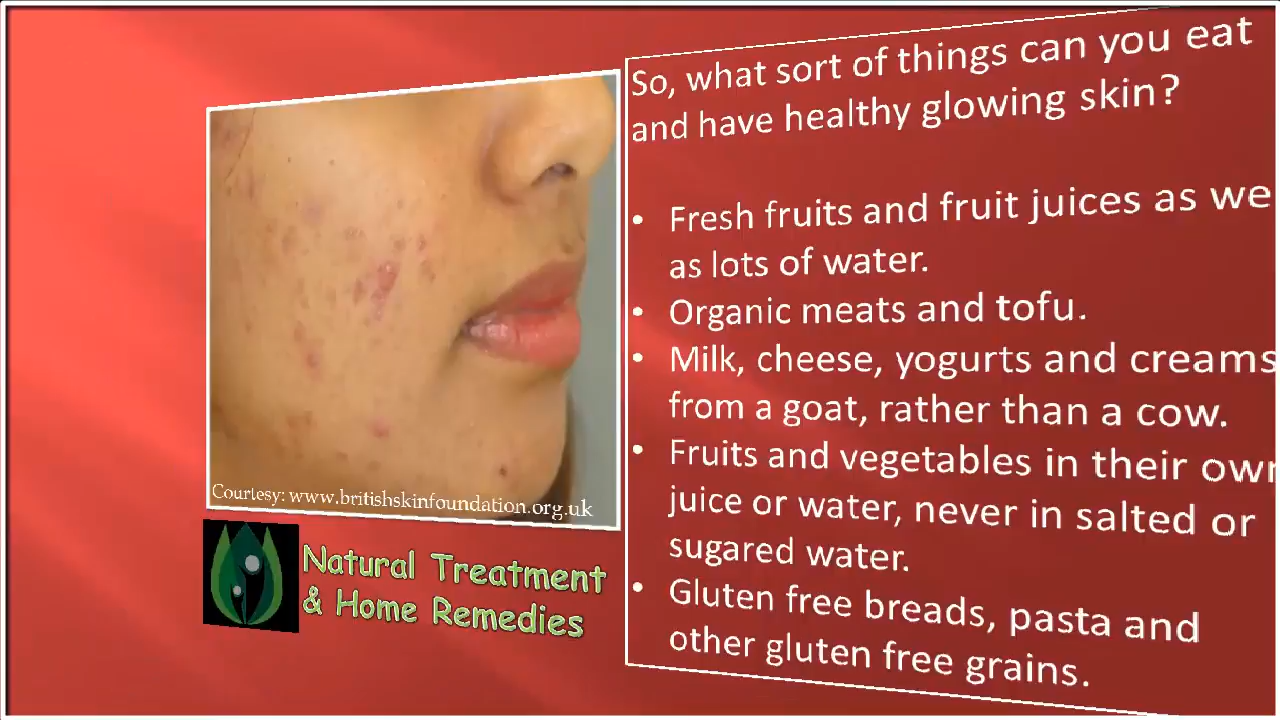 So, what sort of things can you eat
and have healthy glowing skin?
• Fresh fruits and fruit juices as we
as lots of water.
• Organic meats and tofu.
• Milk, cheese, yogurts and creams
from a goat, rather than a cow.
• Fruits and vegetables in their own
juice or water, never in salted or
sugared water.
• Gluten free breads, pasta and
other gluten free grains.
Courtesy: www.britishskinfoundation.org.uk
Natural Treatment
& Home Remedies